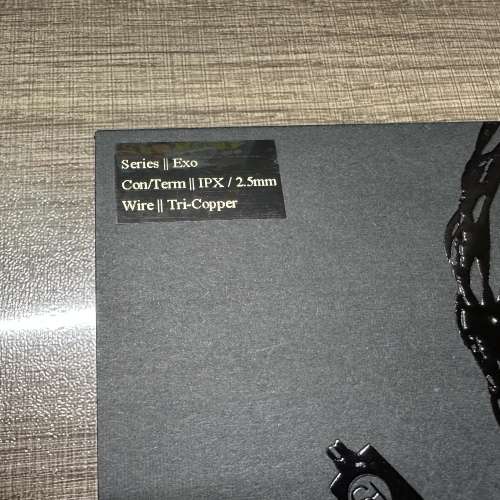 Series || Exo
Con/Term || IPX / 2.5mm
Wire || Tri-Copper